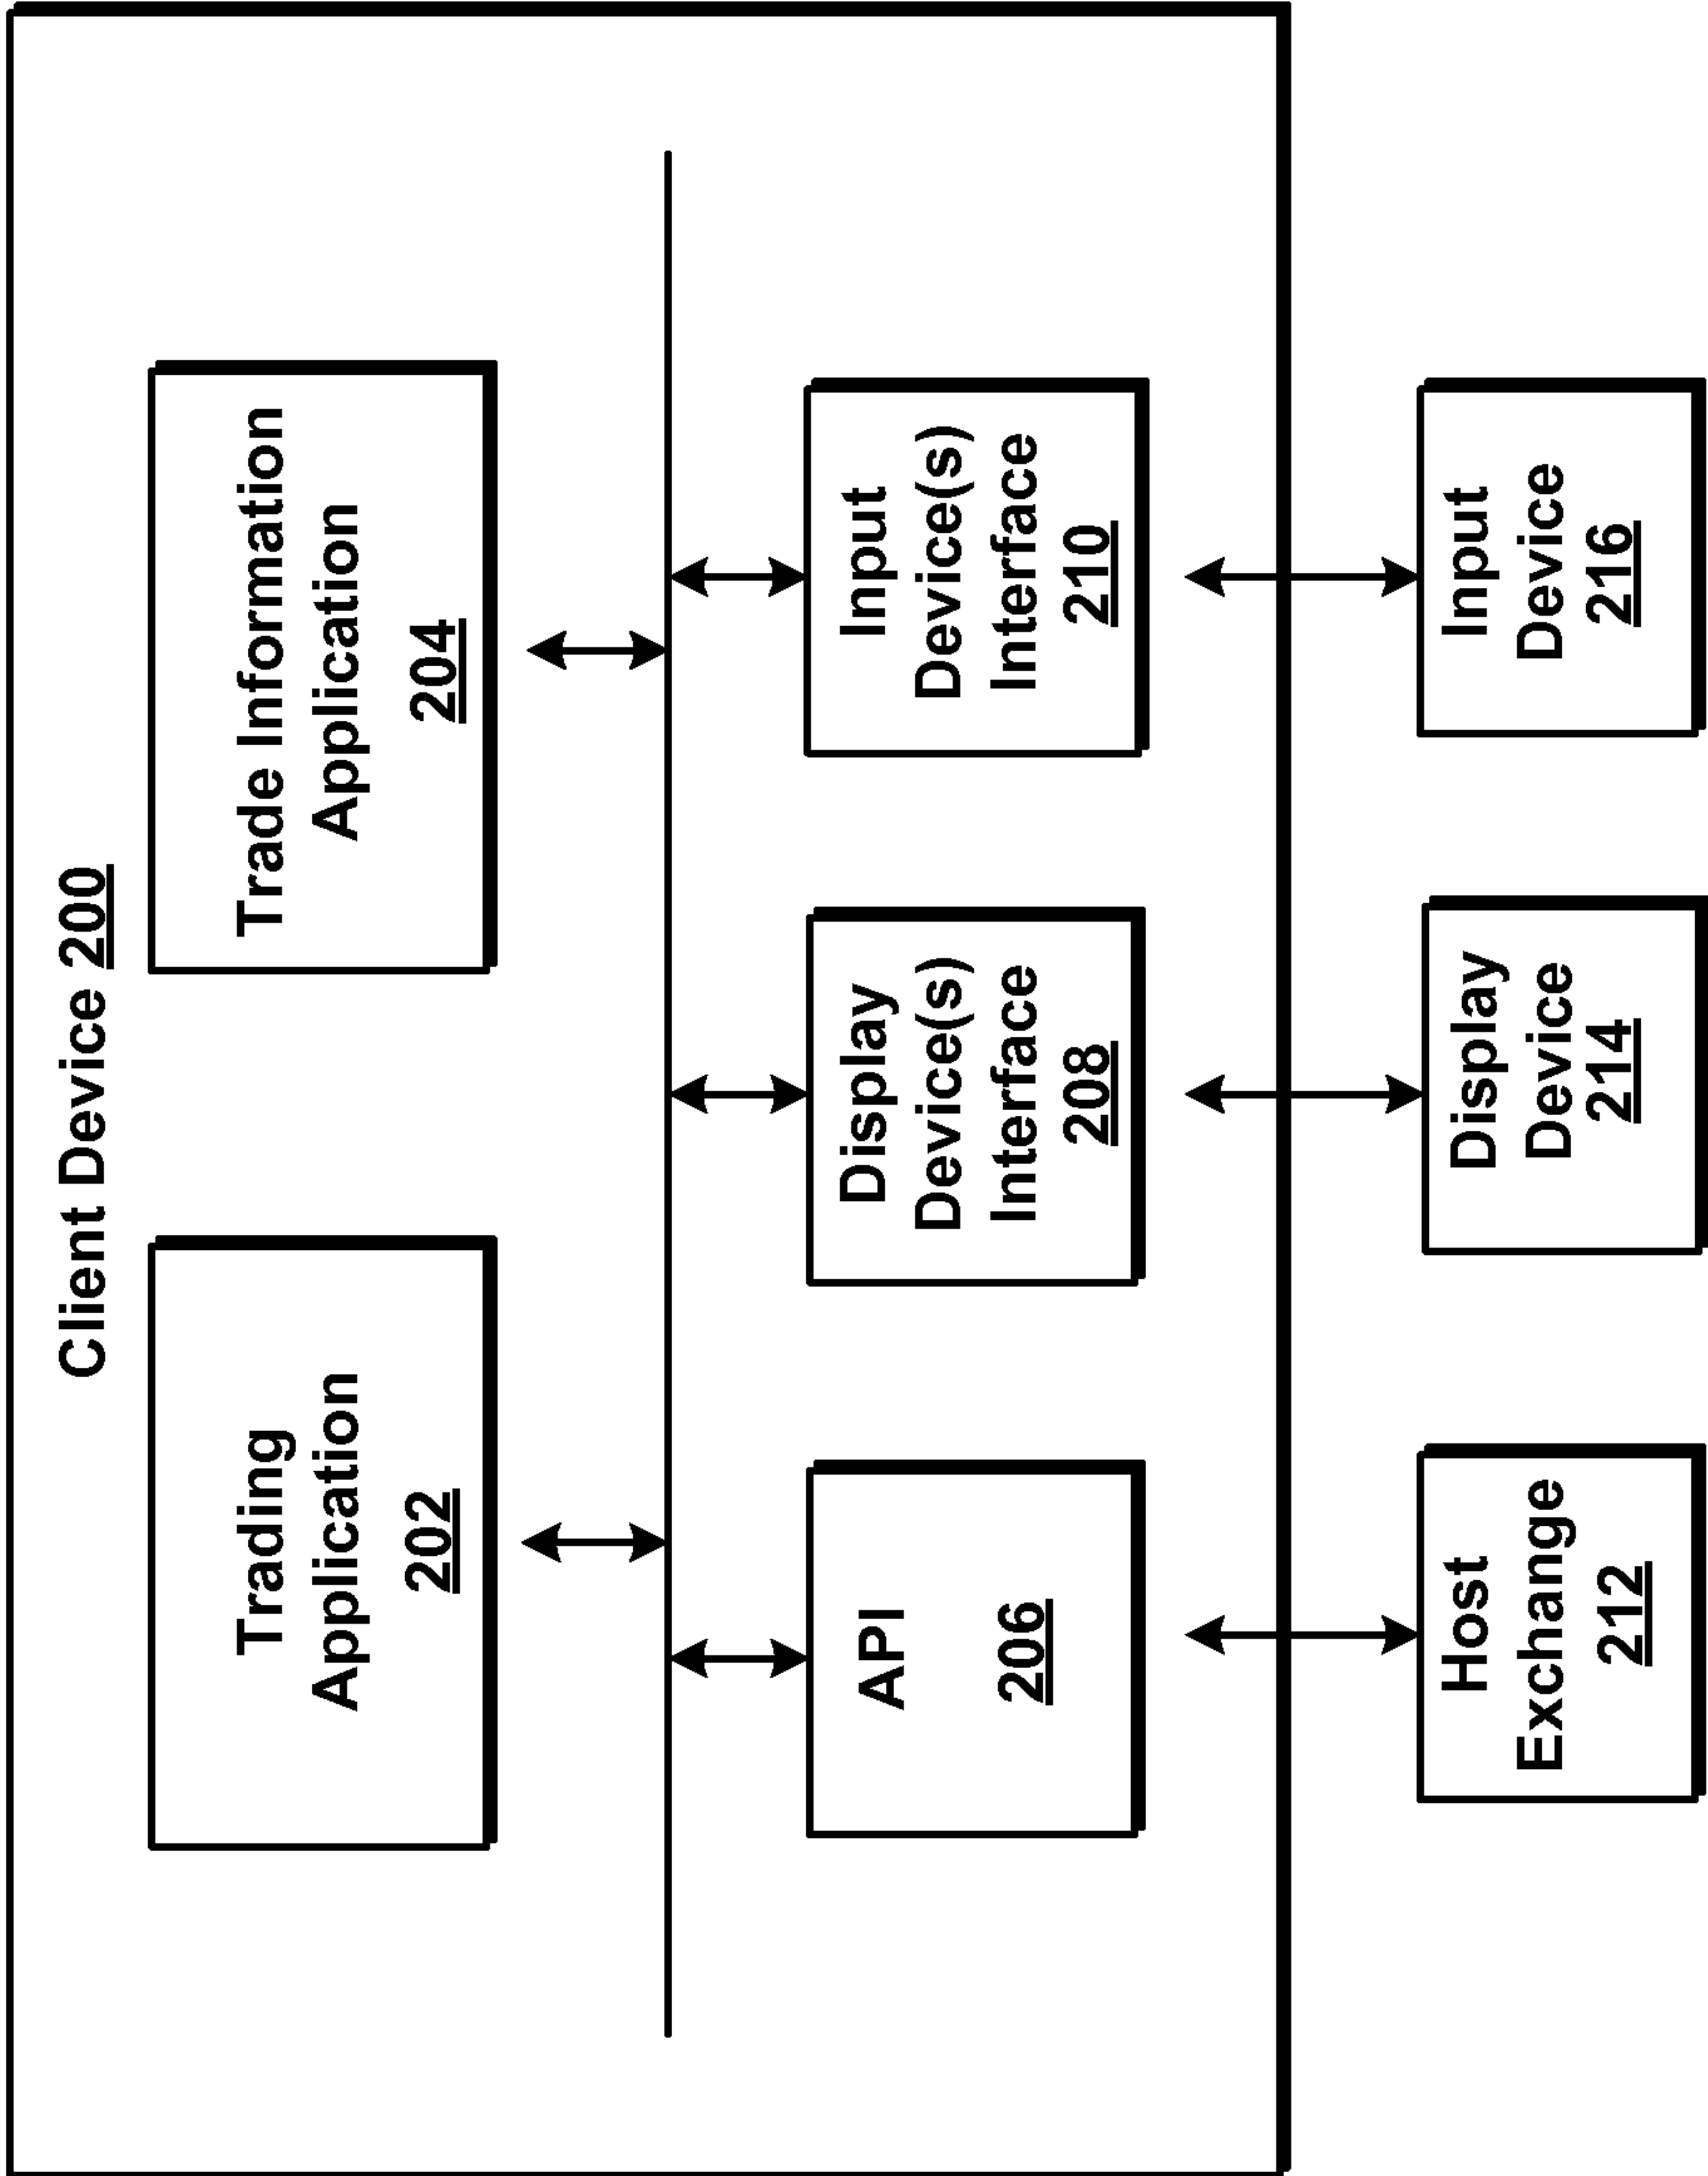 Client Device 200
Trading
Application
202
Trade Information
Application
204
API
206
Display
Device(s)
Interface
208
Input
Device(s)
Interface
210
Host
Exchange
212
Display
Device
214
Input
Device
216